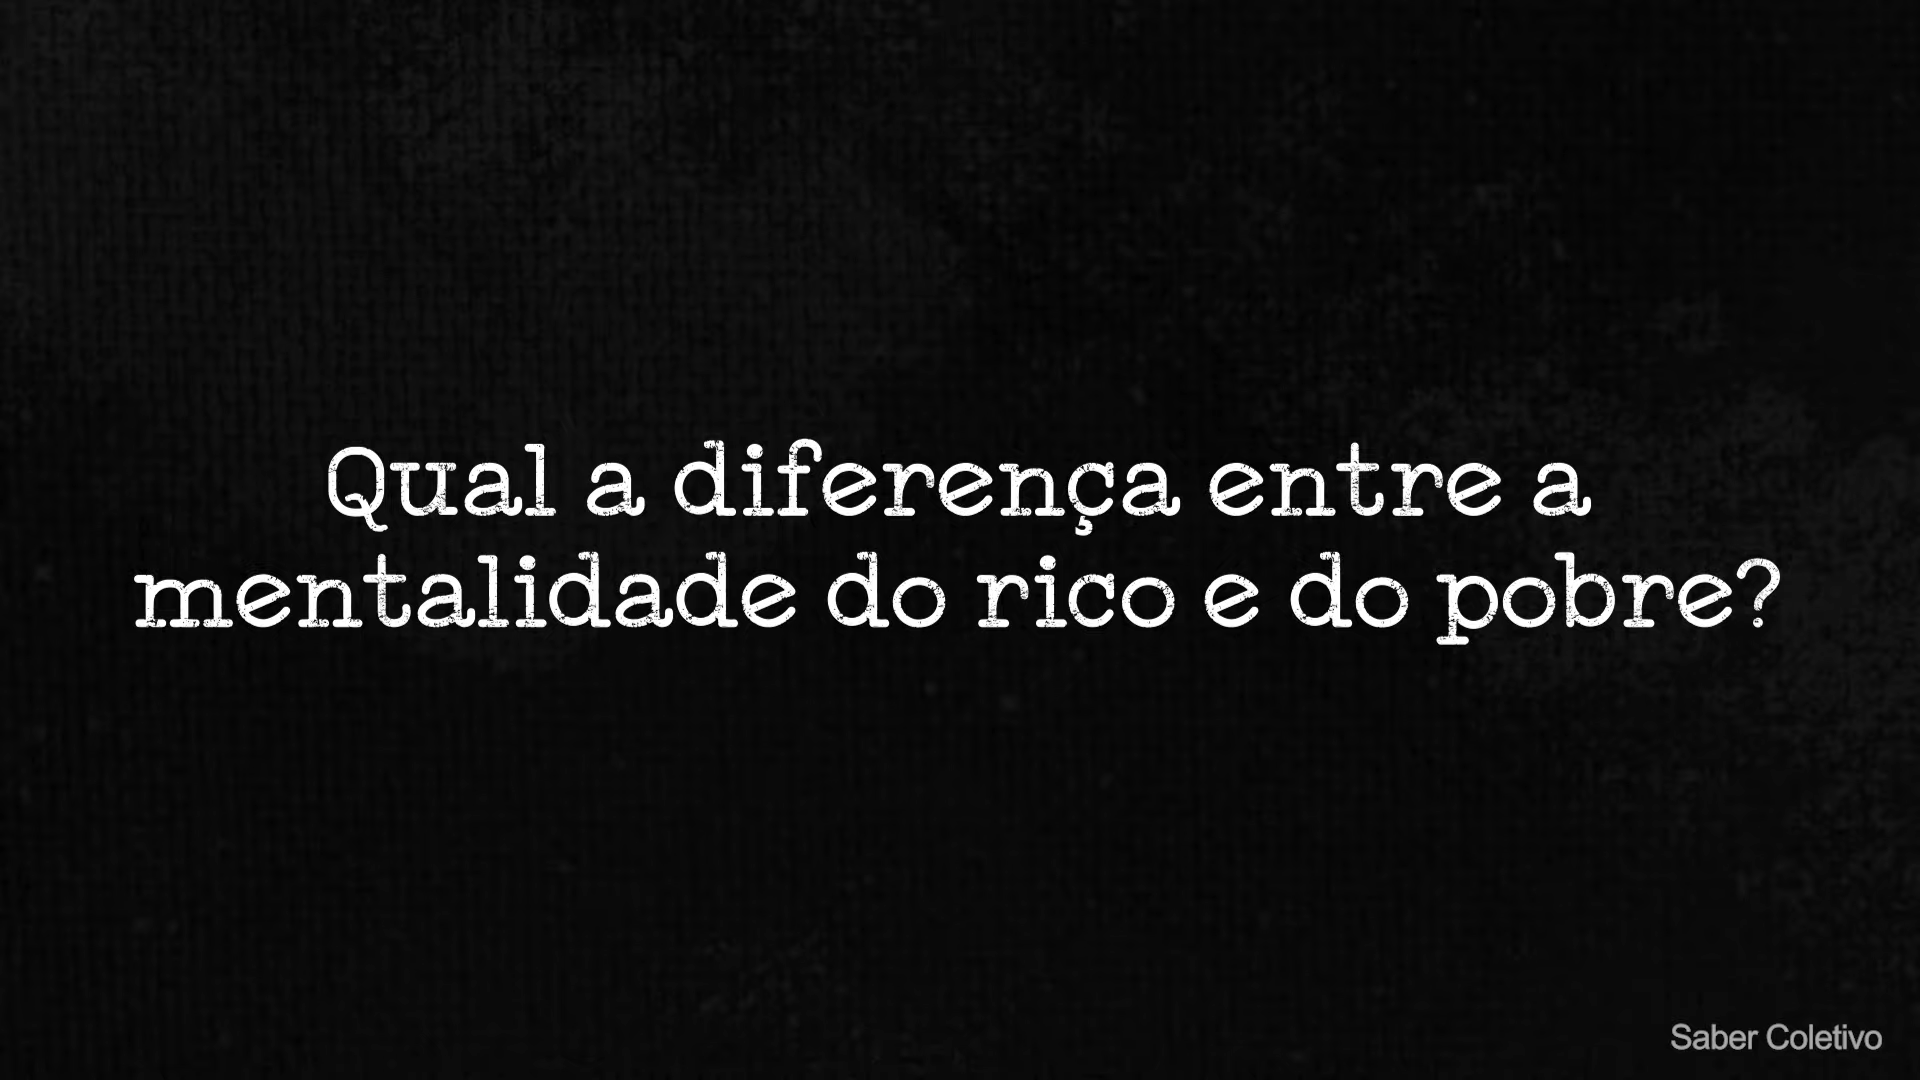 Qual a diferença entre a
mentalidade do rico e do pobre?
Saber Coletivo